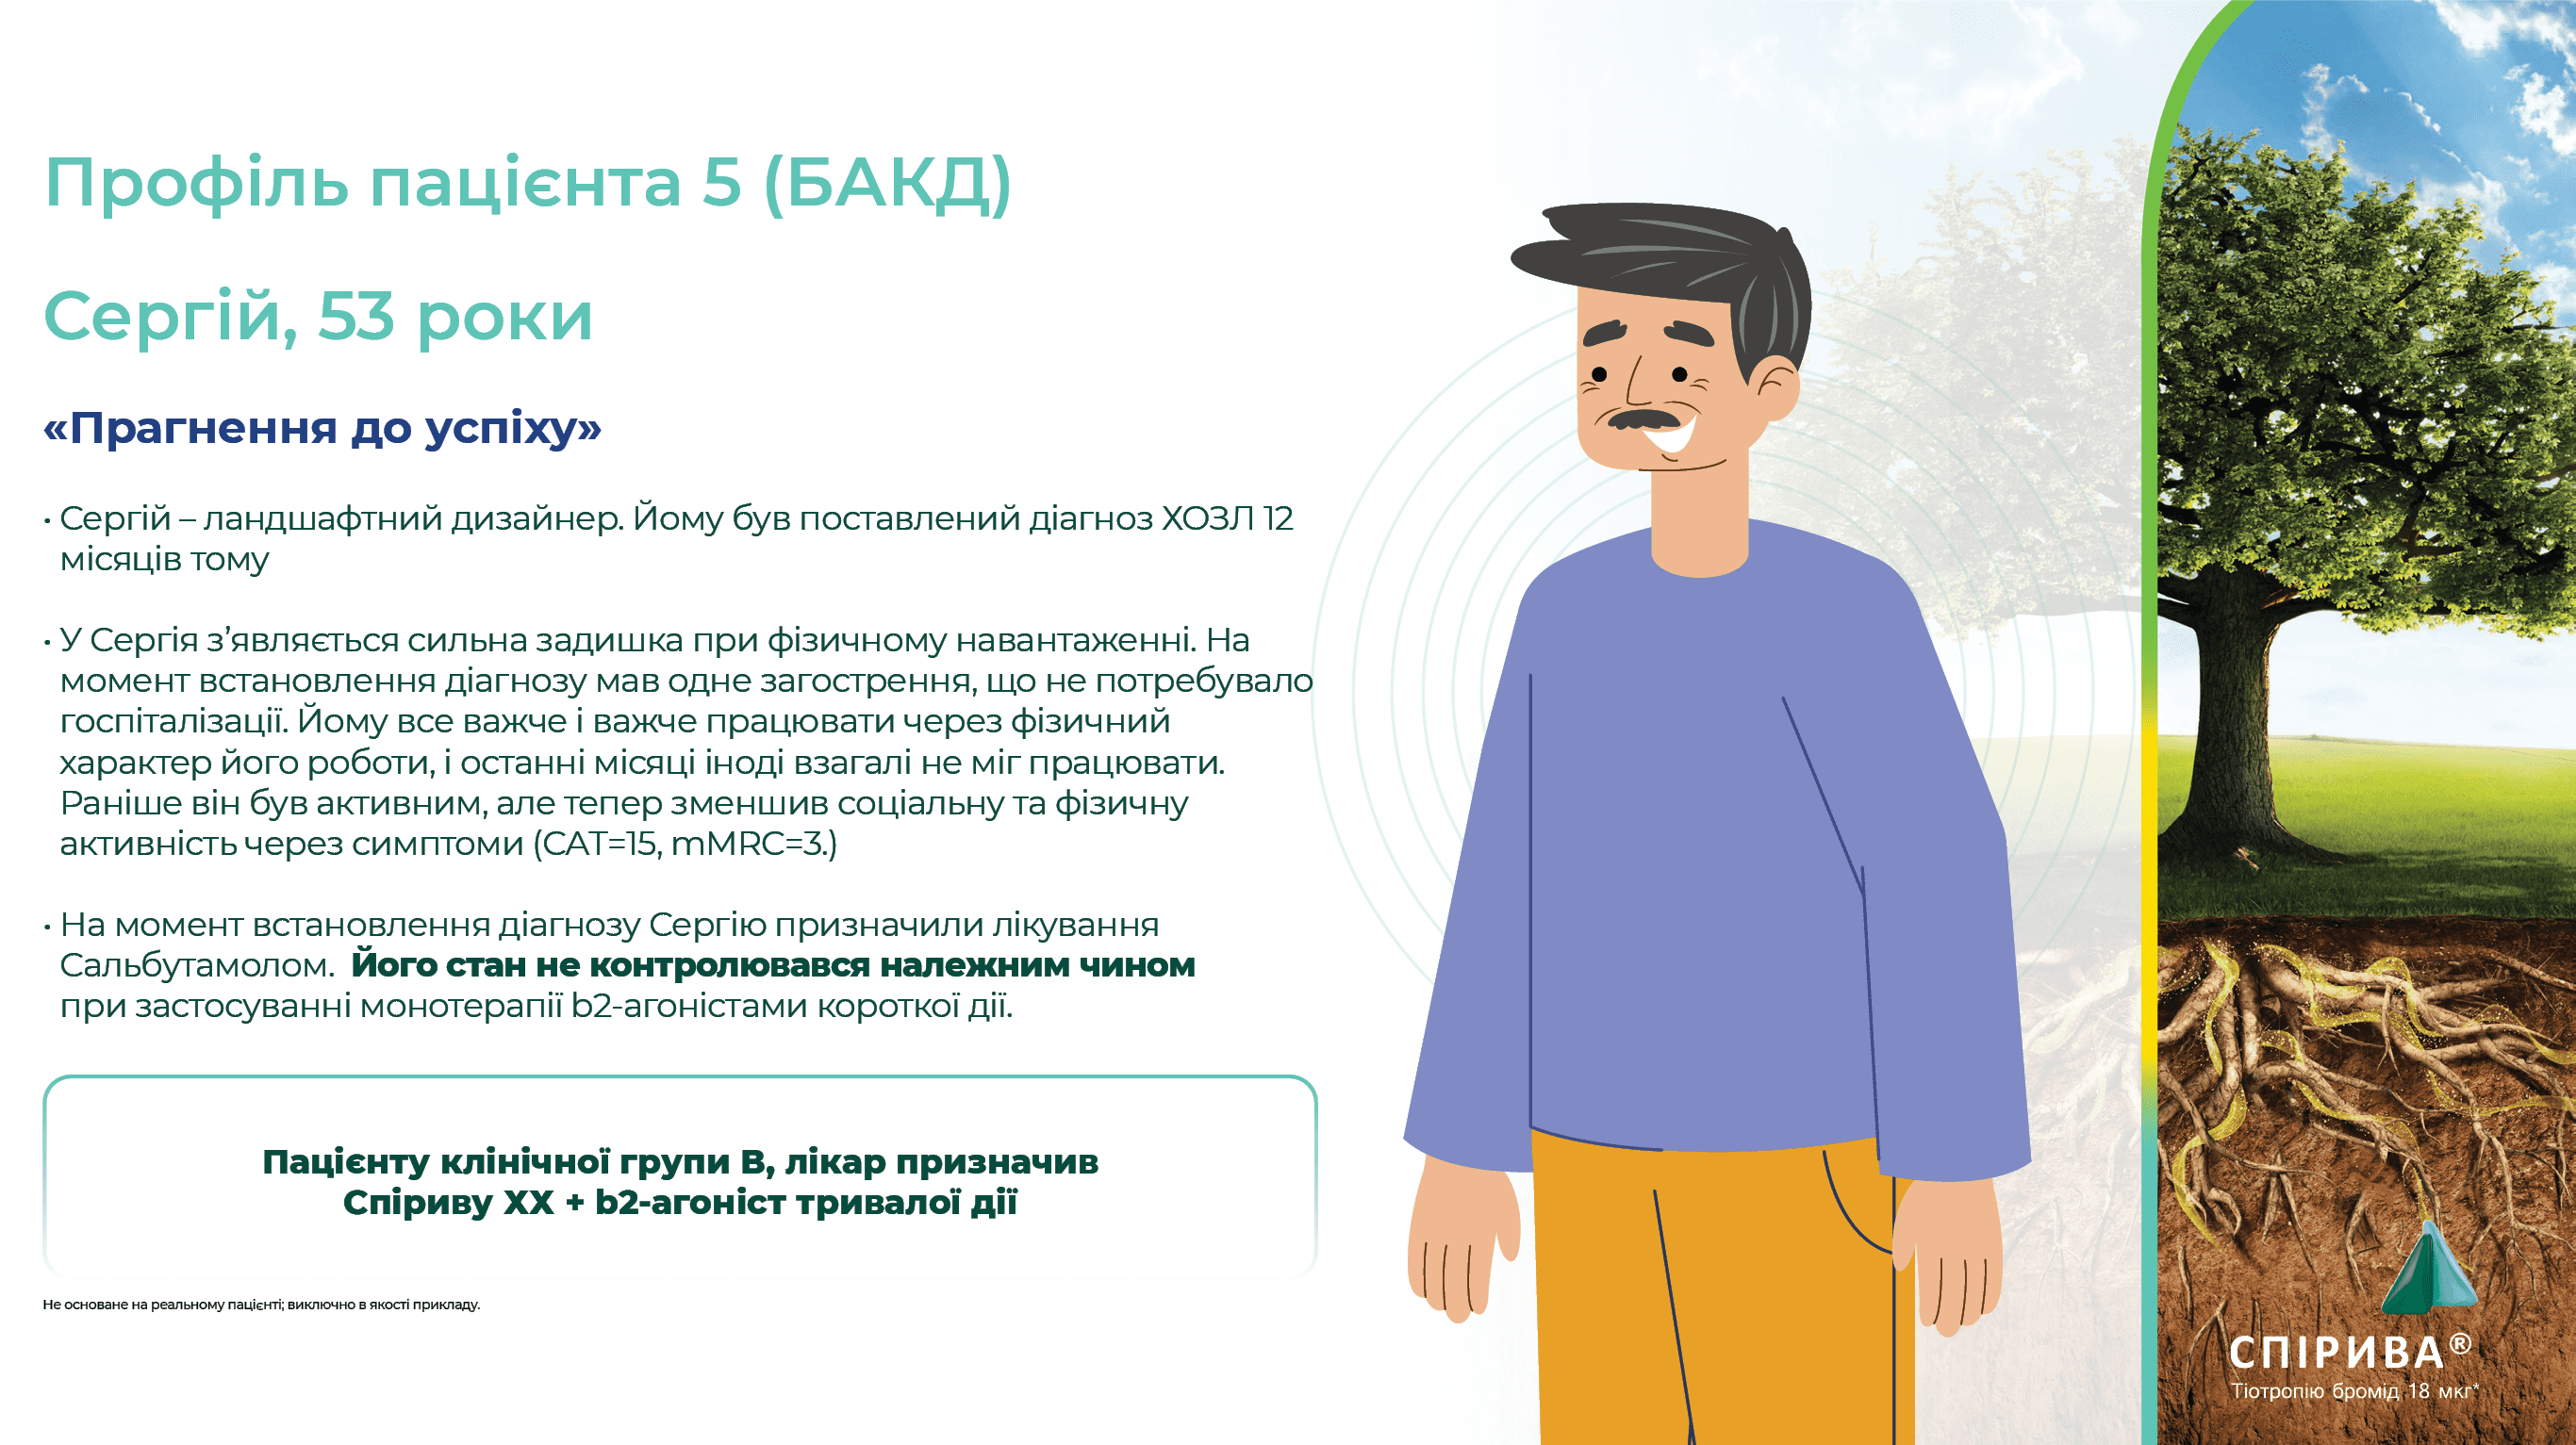 Профіль пацієнта 5 (БАКД)
Сергій, 53 роки
«Прагнення до успіху»
· Сергій – ландшафтний дизайнер. Йому був поставлений діагноз ХОЗЛ 12
місяців тому
· У Сергія з’являється сильна задишка при фізичному навантаженні. На
момент встановлення діагнозу мав одне загострення, що не потребувало
госпіталізації. Йому все важче і важче працювати через фізичний
характер його роботи, і останні місяці іноді взагалі не міг працювати.
Раніше він був активним, але тепер зменшив соціальну та фізичну
активність через симптоми (CAT=15, mMRC=3.)
· На момент встановлення діагнозу Сергію призначили лікування
Сальбутамолом. Його стан не контролювався належним чином
при застосуванні монотерапії b2-агоністами короткої дії.
Пацієнту клінічної групи В, лікар призначив
Спіриву ХХ + b2-агоніст тривалої дії
Не основане на реальному пацієнті; виключно в якості прикладу.
СПІРИВА®
Тіотропію бромід 18 мкг*